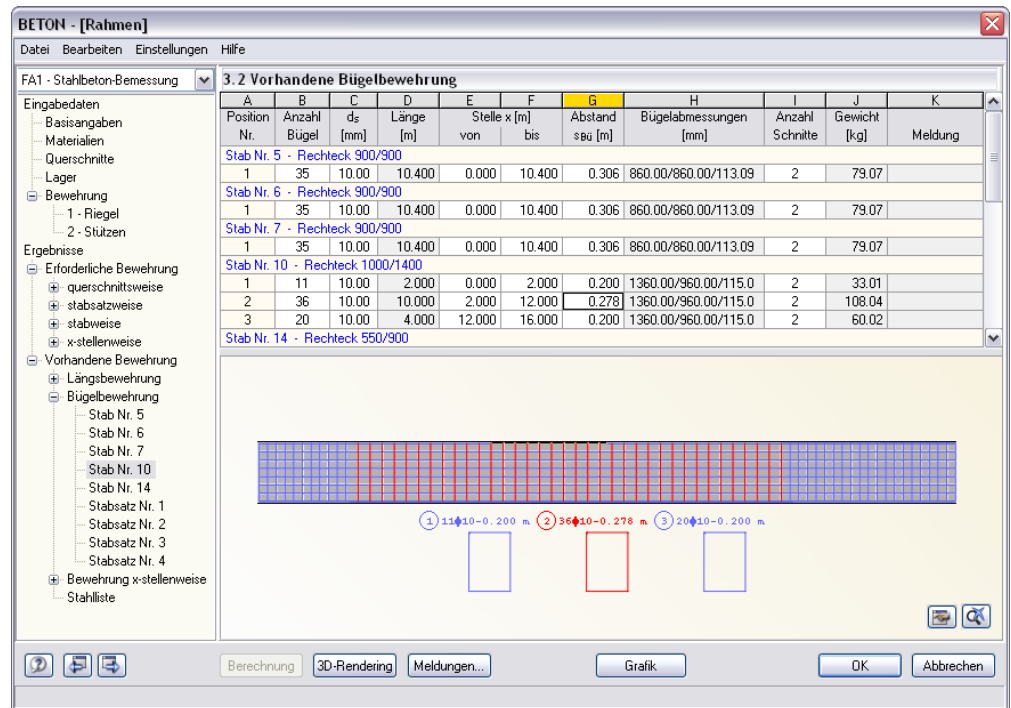 BETON - [Rahmen]
Datei Bearbeiten Einstellungen Hilfe
FA1 - Stahlbeton-Bemessung
Eingabedaten
Basisangaben
Materialien
Querschnitte
Lager
Bewehrung
1 - Riegel
2 - Stützen
Ergebnisse
Erforderliche Bewehrung
querschnittsweise
stabsatzweise
stabweise
x-stellenweise
Vorhandene Bewehrung
Längsbewehrung
Bügelbewehrung
Stab Nr. 5
Stab Nr. 6
Stab Nr. 7
Stab Nr. 10
Stab Nr. 14
Stabsatz Nr. 1
Stabsatz Nr. 2
Stabsatz Nr. 3
Stabsatz Nr. 4
Bewehrung x-stellenweise
Stahlliste
3.2 Vorhandene Bügelbewehrung
A B C D E F G H I J K
Position Anzahl ds Länge Stelle x [m] Abstand Bügelabmessungen Anzahl Gewicht
Nr. Bügel [mm] [m] von bis sBü [m] [mm] Schnitte [kg] Meldung
Stab Nr. 5 - Rechteck 900/900
1 35 10.00 10.400 0.000 10.400 0.306 860.00/860.00/113.09 2 79.07
Stab Nr. 6 - Rechteck 900/900
1 35 10.00 10.400 0.000 10.400 0.306 860.00/860.00/113.09 2 79.07
Stab Nr. 7 - Rechteck 900/900
1 35 10.00 10.400 0.000 10.400 0.306 860.00/860.00/113.09 2 79.07
Stab Nr. 10 - Rechteck 1000/1400
1 11 10.00 2.000 0.000 2.000 0.200 1360.00/960.00/115.0 2 33.01
2 36 10.00 10.000 2.000 12.000 0.278 1360.00/960.00/115.0 2 108.04
3 20 10.00 4.000 12.000 16.000 0.200 1360.00/960.00/115.0 2 60.02
Stab Nr. 14 - Rechteck 550/900
1 11ϕ10-0.200 m 2 36ϕ10-0.278 m 3 20ϕ10-0.200 m
Berechnung 3D-Rendering Meldungen... Grafik OK Abbrechen